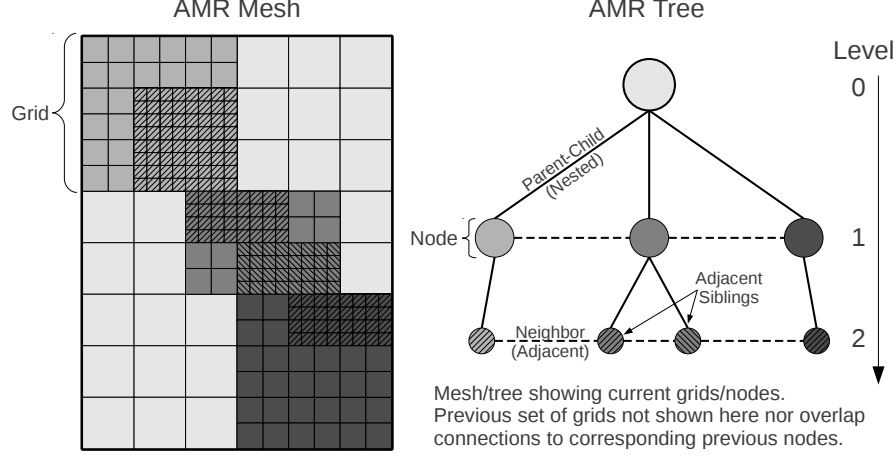 AMR Mesh
AMR Tree
Level
0
Grid
Parent-Child
(Nested)
Node
1
Adjacent
Siblings
Neighbor
(Adjacent)
2
Mesh/tree showing current grids/nodes.
Previous set of grids not shown here nor overlap
connections to corresponding previous nodes.